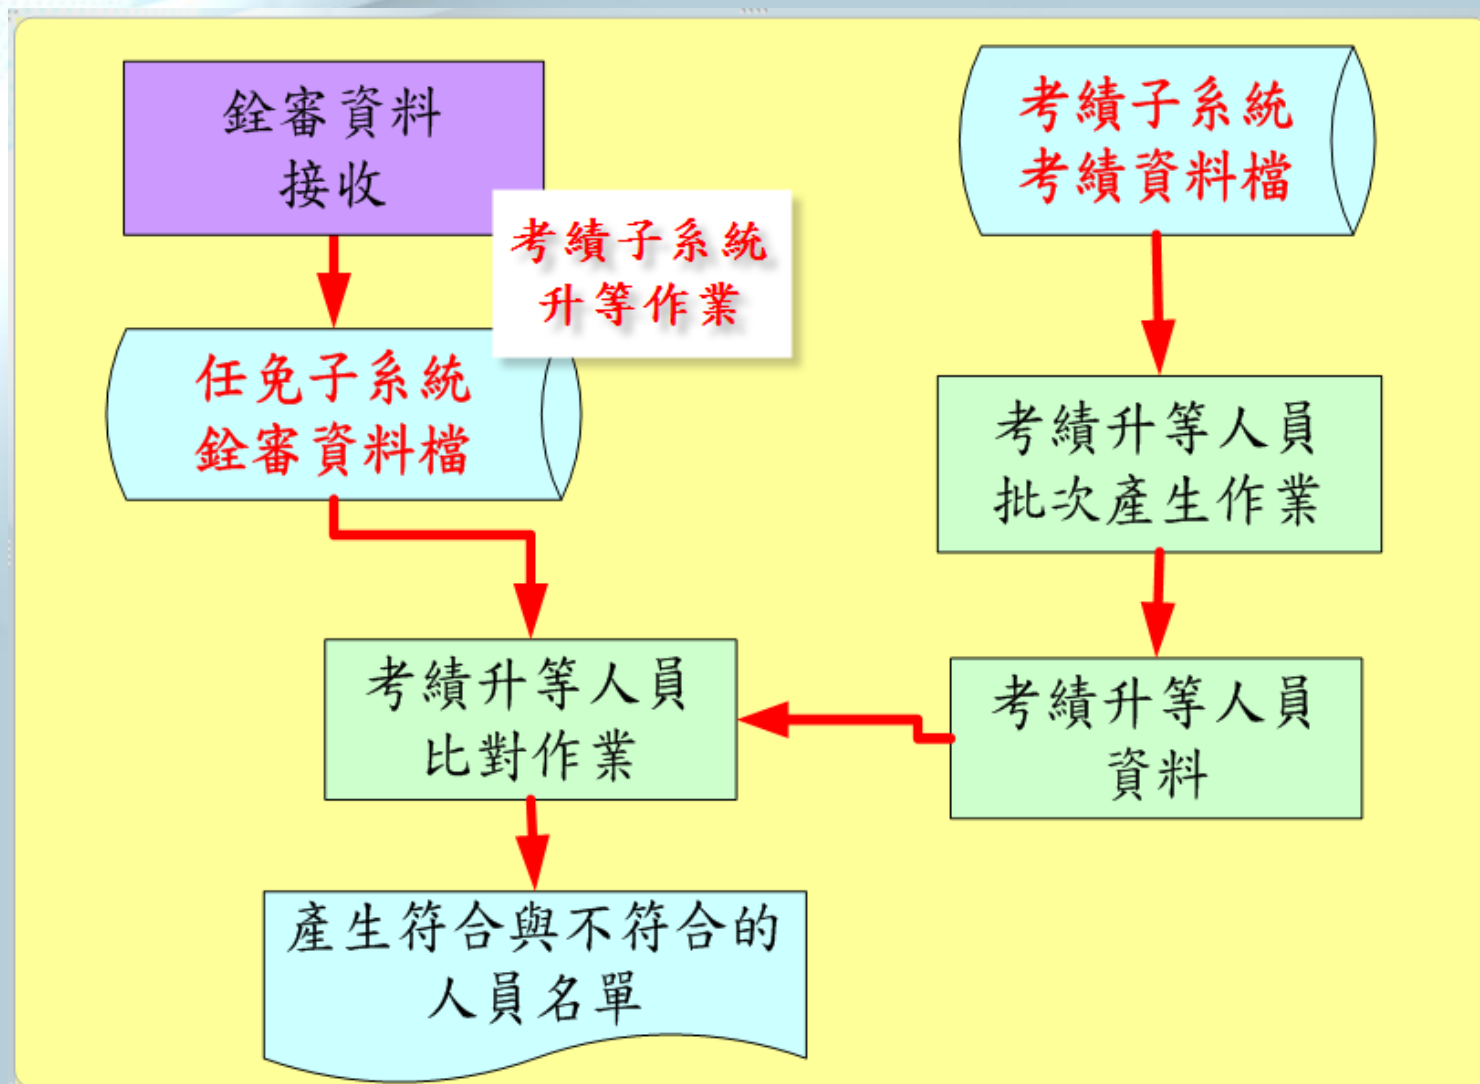 銓審資料
接收
考績子系統
升等作業
任免子系統
銓審資料檔
考績子系統
考績資料檔
考績升等人員
批次產生作業
考績升等人員
資料
考績升等人員
比對作業
產生符合與不符合的
人員名單